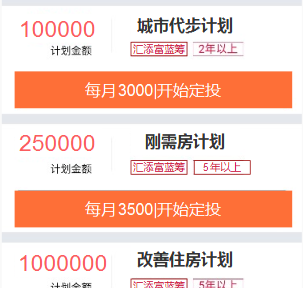 100000 城市代步计划
计划金额 汇添富蓝筹 2年以上
每月3000|开始定投
250000 刚需房计划
计划金额 汇添富蓝筹 5年以上
每月3500|开始定投
1000000 改善住房计划
计划金额 汇添富蓝筹 5年以上